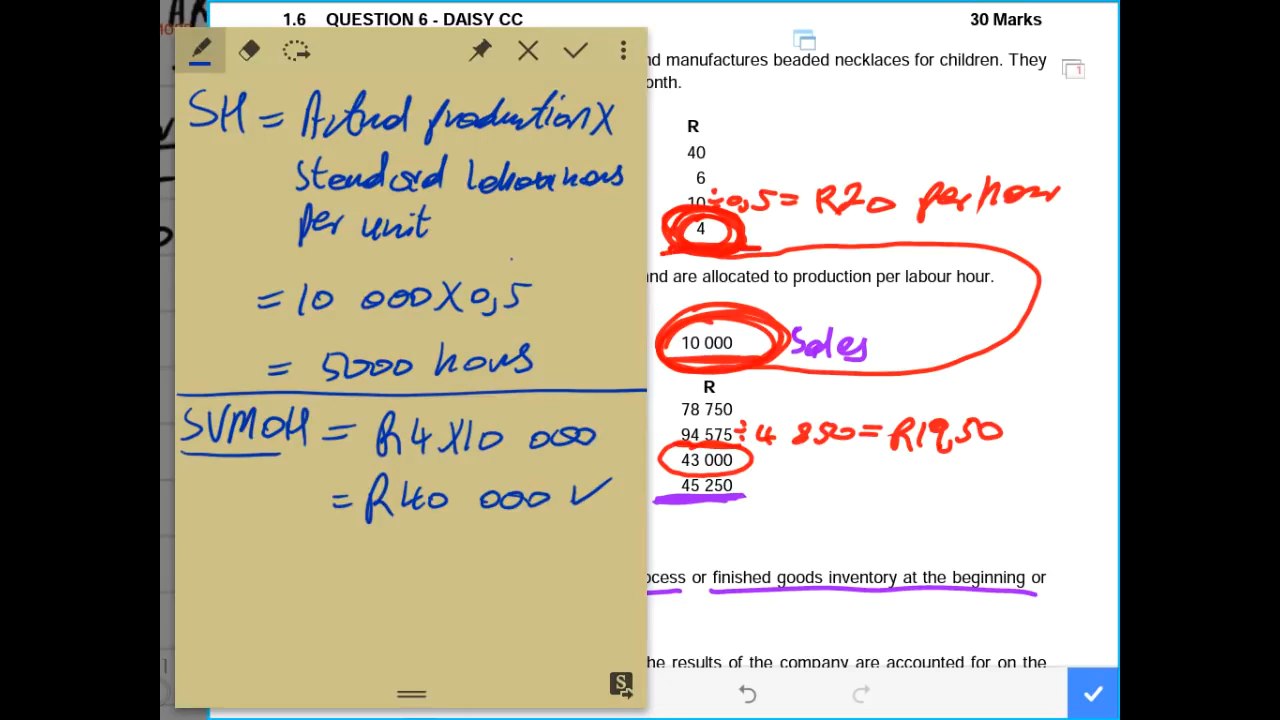 1.6 QUESTION 6 - DAISY CC 30 Marks
nd manufactures beaded necklaces for children. They
onth.
R
40
6
10 ÷0,5 = R20 per hour
4
and are allocated to production per labour hour.
10 000 Sales
R
78 750
94 575 ÷4 850 = R19,50
43 000
45 250
ocess or finished goods inventory at the beginning or
he results of the company are accounted for on the
SH = Actual production X
standard labour hours
per unit
= 10 000 X 0,5
= 5000 hours
SVMOH = R4 X 10 000
= R40 000 ✓